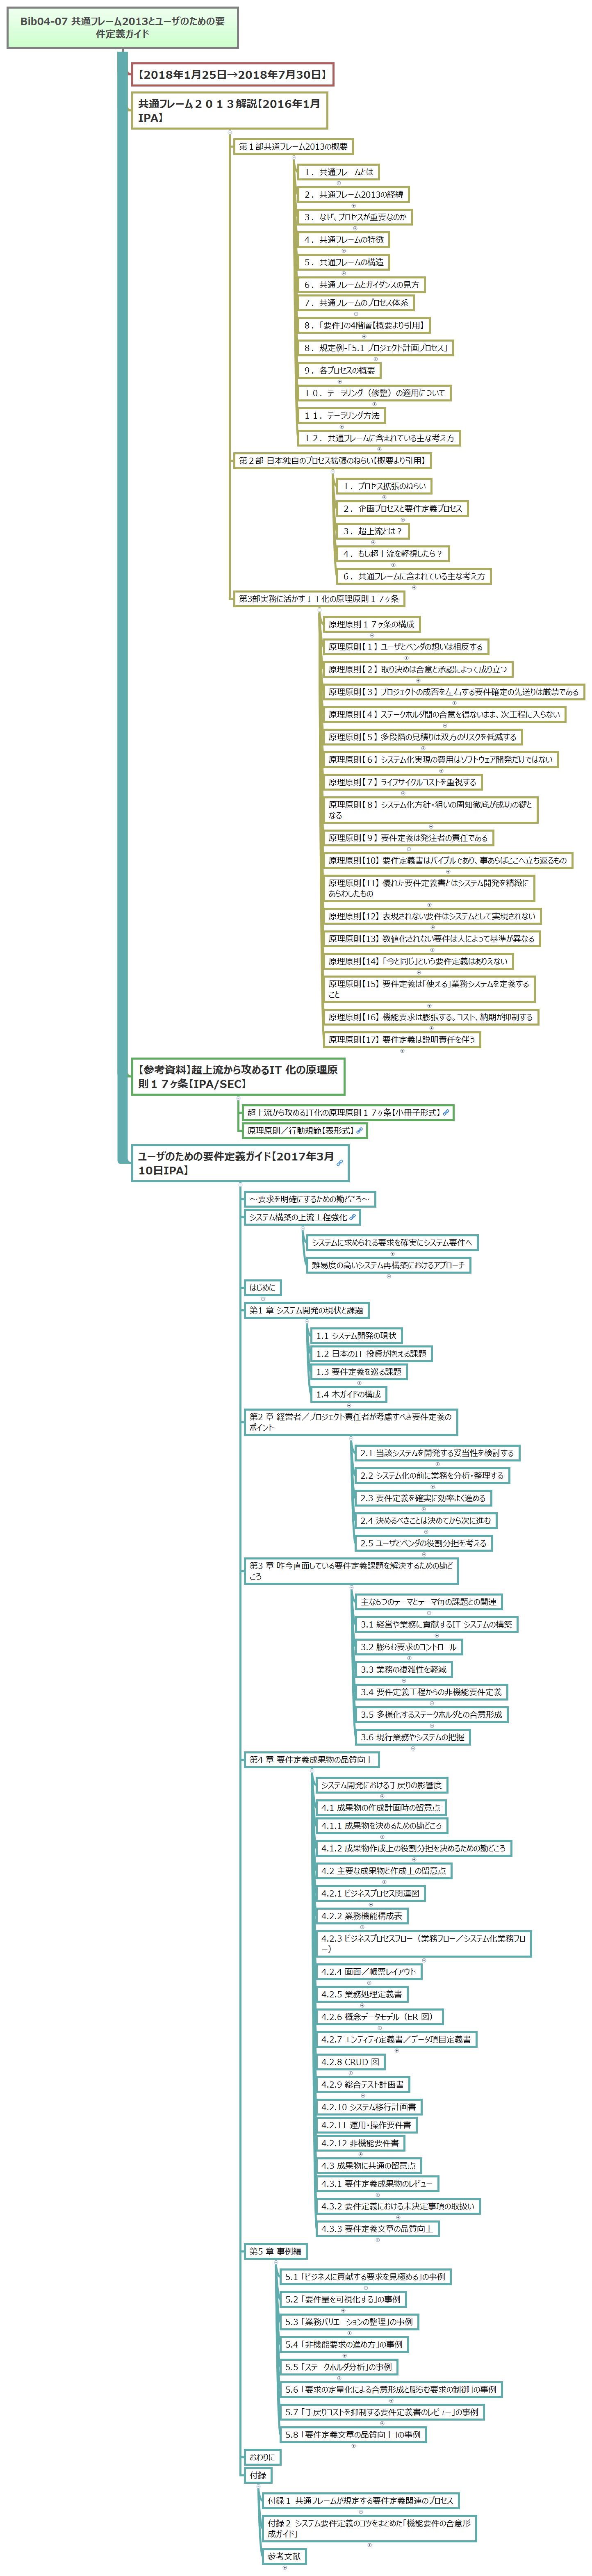 Bib04-07 共通フレーム2013とユーザのための要
件定義ガイド
【2018年1月25日→2018年7月30日】
共通フレーム２０１３解説【2016年1月
IPA】
第１部共通フレーム2013の概要
１．共通フレームとは
２．共通フレーム2013の経緯
３．なぜ、プロセスが重要なのか
４．共通フレームの特徴
５．共通フレームの構造
６．共通フレームとガイダンスの見方
７．共通フレームのプロセス体系
８．「要件」の4階層【概要より引用】
８．規定例-「5.1 プロジェクト計画プロセス」
９．各プロセスの概要
１０．テーラリング（修整）の適用について
１１．テーラリング方法
１２．共通フレームに含まれている主な考え方
第２部 日本独自のプロセス拡張のねらい【概要より引用】
１．プロセス拡張のねらい
２．企画プロセスと要件定義プロセス
３．超上流とは？
４．もし超上流を軽視したら？
６．共通フレームに含まれている主な考え方
第3部実務に活かすＩＴ化の原理原則１７ヶ条
原理原則１７ヶ条の構成
原理原則【１】 ユーザとベンダの想いは相反する
原理原則【２】 取り決めは合意と承認によって成り立つ
原理原則【３】 プロジェクトの成否を左右する要件確定の先送りは厳禁である
原理原則【４】 ステークホルダ間の合意を得ないまま、次工程に入らない
原理原則【５】 多段階の見積りは双方のリスクを低減する
原理原則【６】 システム化実現の費用はソフトウェア開発だけではない
原理原則【７】 ライフサイクルコストを重視する
原理原則【８】 システム化方針・狙いの周知徹底が成功の鍵と
なる
原理原則【９】 要件定義は発注者の責任である
原理原則【10】 要件定義書はバイブルであり、事あらばここへ立ち返るもの
原理原則【11】 優れた要件定義書とはシステム開発を精緻に
あらわしたもの
原理原則【12】 表現されない要件はシステムとして実現されない
原理原則【13】 数値化されない要件は人によって基準が異なる
原理原則【14】 「今と同じ」という要件定義はありえない
原理原則【15】 要件定義は「使える」業務システムを定義する
こと
原理原則【16】 機能要求は膨張する。コスト、納期が抑制する
原理原則【17】 要件定義は説明責任を伴う
【参考資料】超上流から攻めるIT 化の原理原
則１７ヶ条【IPA/SEC】
超上流から攻めるIT化の原理原則１７ヶ条【小冊子形式】
原理原則／行動規範【表形式】
ユーザのための要件定義ガイド【2017年3月
10日IPA】
～要求を明確にするための勘どころ～
システム構築の上流工程強化
システムに求められる要求を確実にシステム要件へ
難易度の高いシステム再構築におけるアプローチ
はじめに
第1 章 システム開発の現状と課題
1.1 システム開発の現状
1.2 日本のIT 投資が抱える課題
1.3 要件定義を巡る課題
1.4 本ガイドの構成
第2 章 経営者／プロジェクト責任者が考慮すべき要件定義の
ポイント
2.1 当該システムを開発する妥当性を検討する
2.2 システム化の前に業務を分析・整理する
2.3 要件定義を確実に効率よく進める
2.4 決めるべきことは決めてから次に進む
2.5 ユーザとベンダの役割分担を考える
第3 章 昨今直面している要件定義課題を解決するための勘ど
ころ
主な6つのテーマとテーマ毎の課題との関連
3.1 経営や業務に貢献するIT システムの構築
3.2 膨らむ要求のコントロール
3.3 業務の複雑性を軽減
3.4 要件定義工程からの非機能要件定義
3.5 多様化するステークホルダとの合意形成
3.6 現行業務やシステムの把握
第4 章 要件定義成果物の品質向上
システム開発における手戻りの影響度
4.1 成果物の作成計画時の留意点
4.1.1 成果物を決めるための勘どころ
4.1.2 成果物作成上の役割分担を決めるための勘どころ
4.2 主要な成果物と作成上の留意点
4.2.1 ビジネスプロセス関連図
4.2.2 業務機能構成表
4.2.3 ビジネスプロセスフロー（業務フロー／システム化業務フロ
ー）
4.2.4 画面／帳票レイアウト
4.2.5 業務処理定義書
4.2.6 概念データモデル（ER 図）
4.2.7 エンティティ定義書／データ項目定義書
4.2.8 CRUD 図
4.2.9 総合テスト計画書
4.2.10 システム移行計画書
4.2.11 運用・操作要件書
4.2.12 非機能要件書
4.3 成果物に共通の留意点
4.3.1 要件定義成果物のレビュー
4.3.2 要件定義における未決定事項の取扱い
4.3.3 要件定義文章の品質向上
第5 章 事例編
5.1 「ビジネスに貢献する要求を見極める」の事例
5.2 「要件量を可視化する」の事例
5.3 「業務バリエーションの整理」の事例
5.4 「非機能要求の進め方」の事例
5.5 「ステークホルダ分析」の事例
5.6 「要求の定量化による合意形成と膨らむ要求の制御」の事例
5.7 「手戻りコストを抑制する要件定義書のレビュー」の事例
5.8 「要件定義文章の品質向上」の事例
おわりに
付録
付録１ 共通フレームが規定する要件定義関連のプロセス
付録２ システム要件定義のコツをまとめた「機能要件の合意形
成ガイド」
参考文献